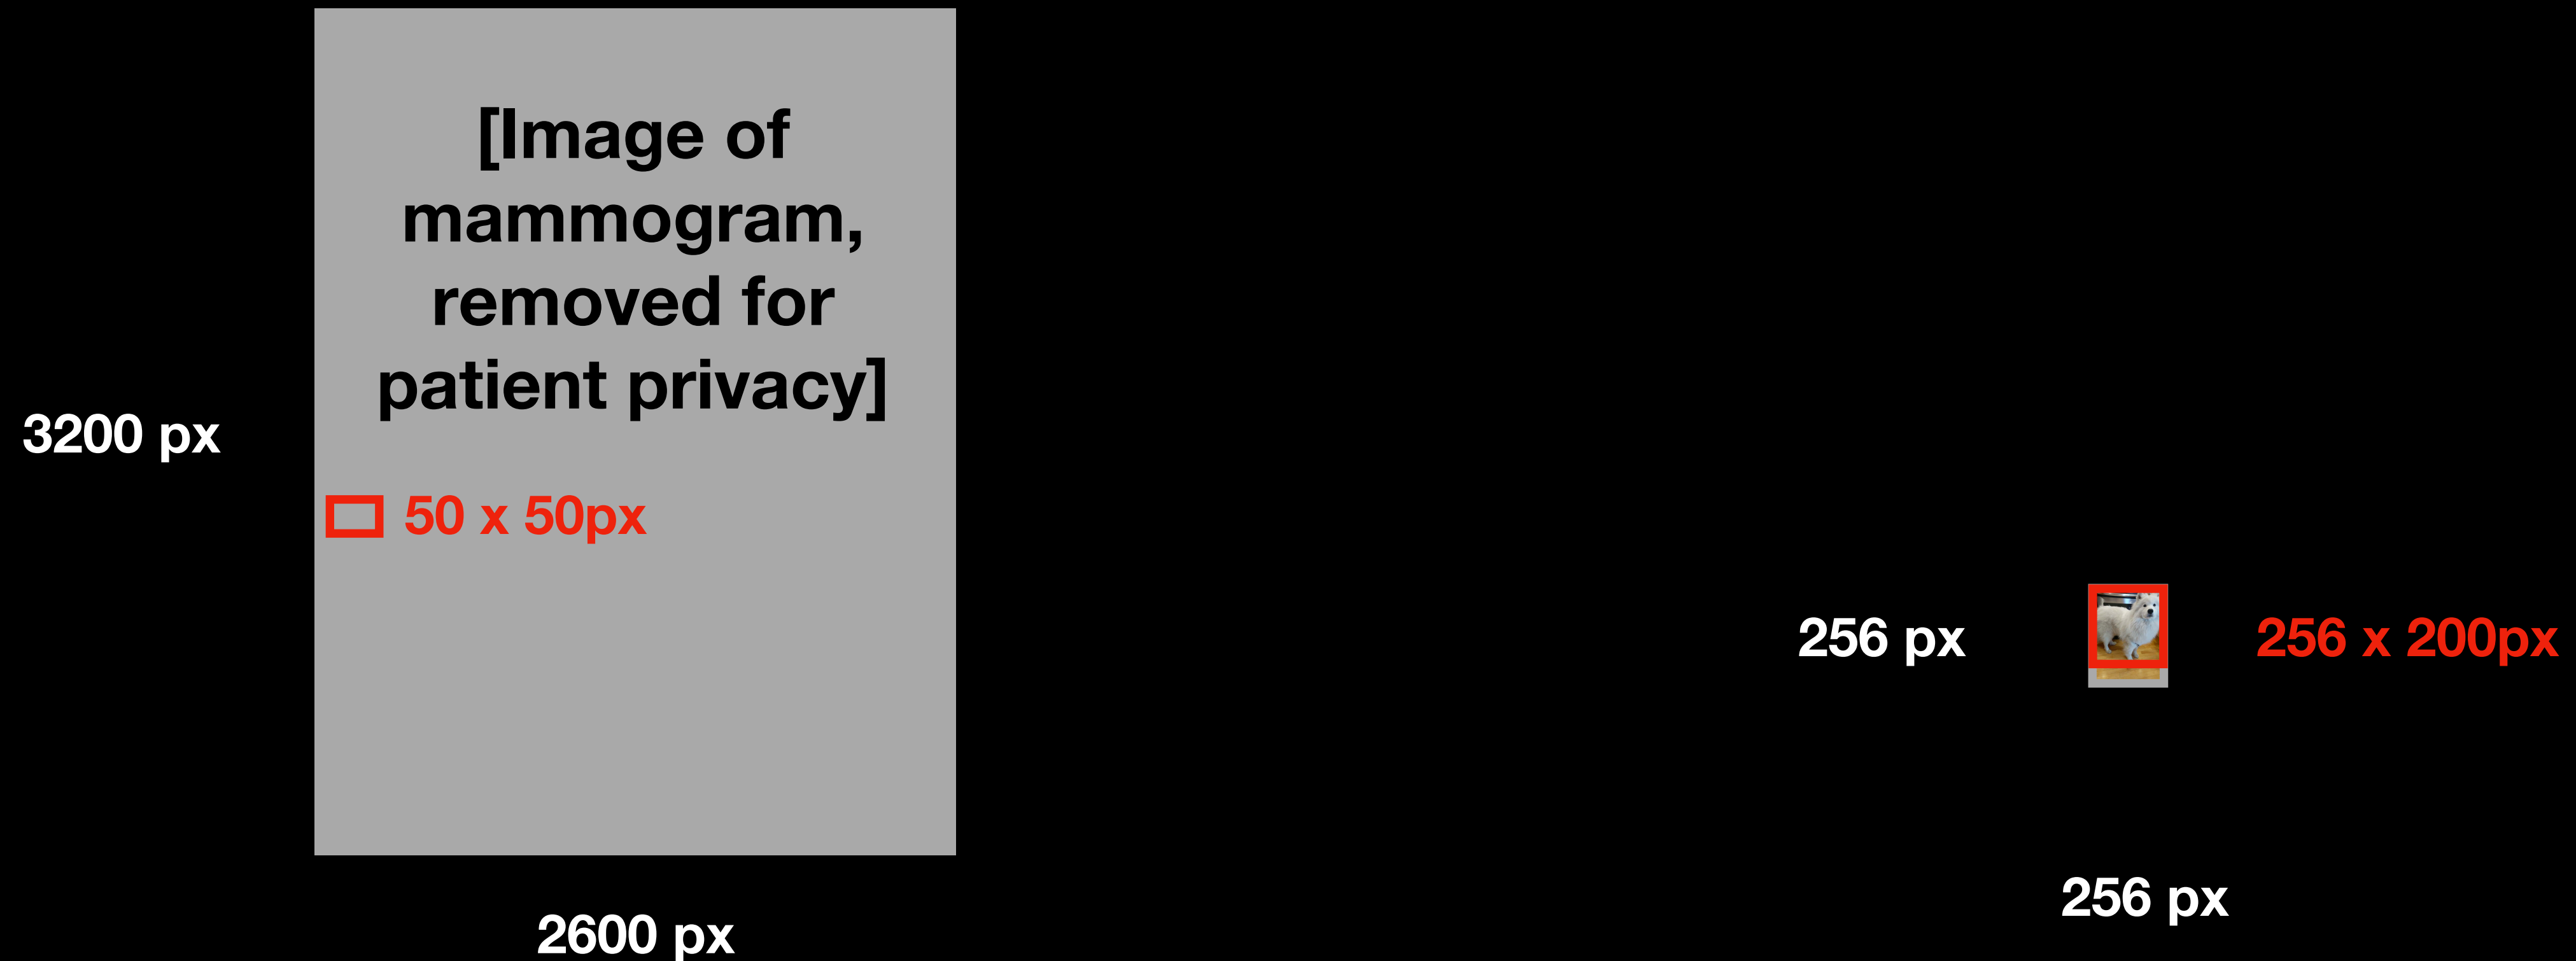 [Image of
mammogram,
removed for
patient privacy]
3200 px
50 x 50px
2600 px
256 px
256 x 200px
256 px